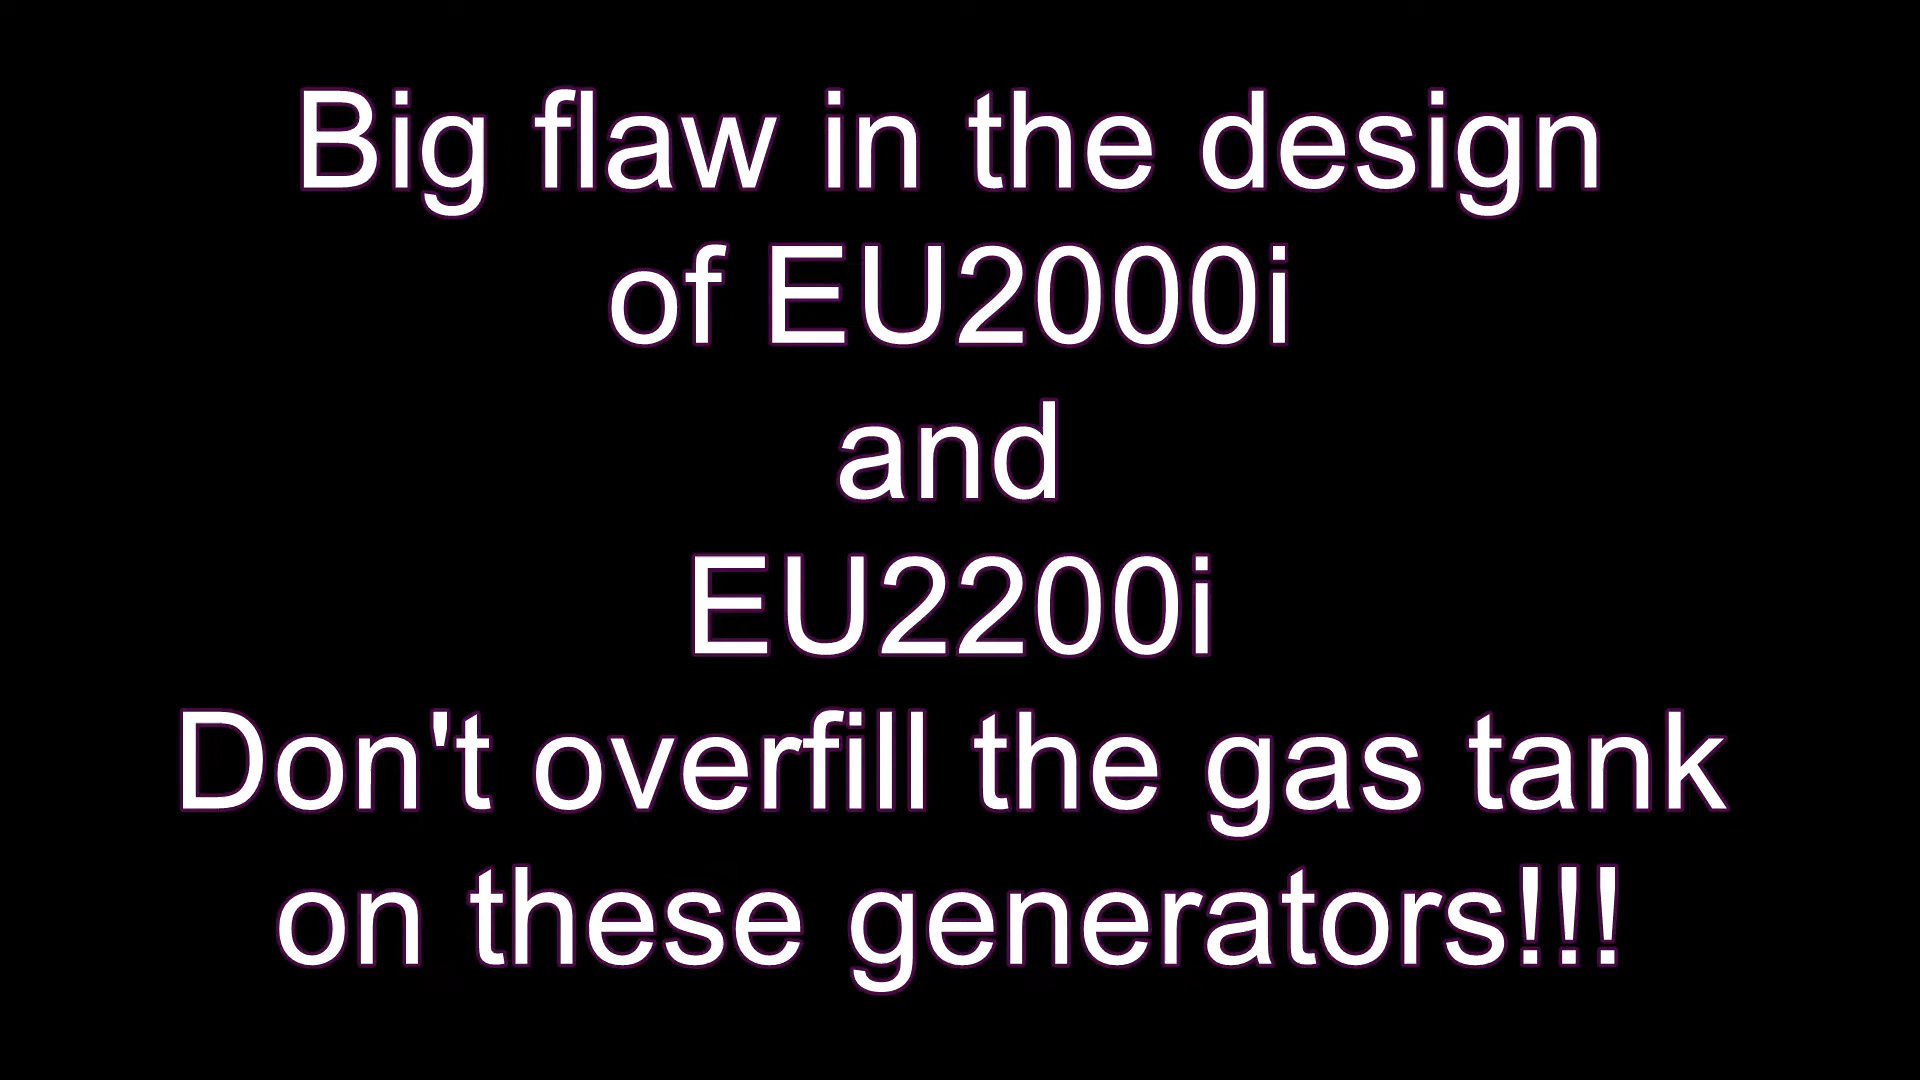 Big flaw in the design
of EU2000i
and
EU2200i
Don't overfill the gas tank
on these generators!!!